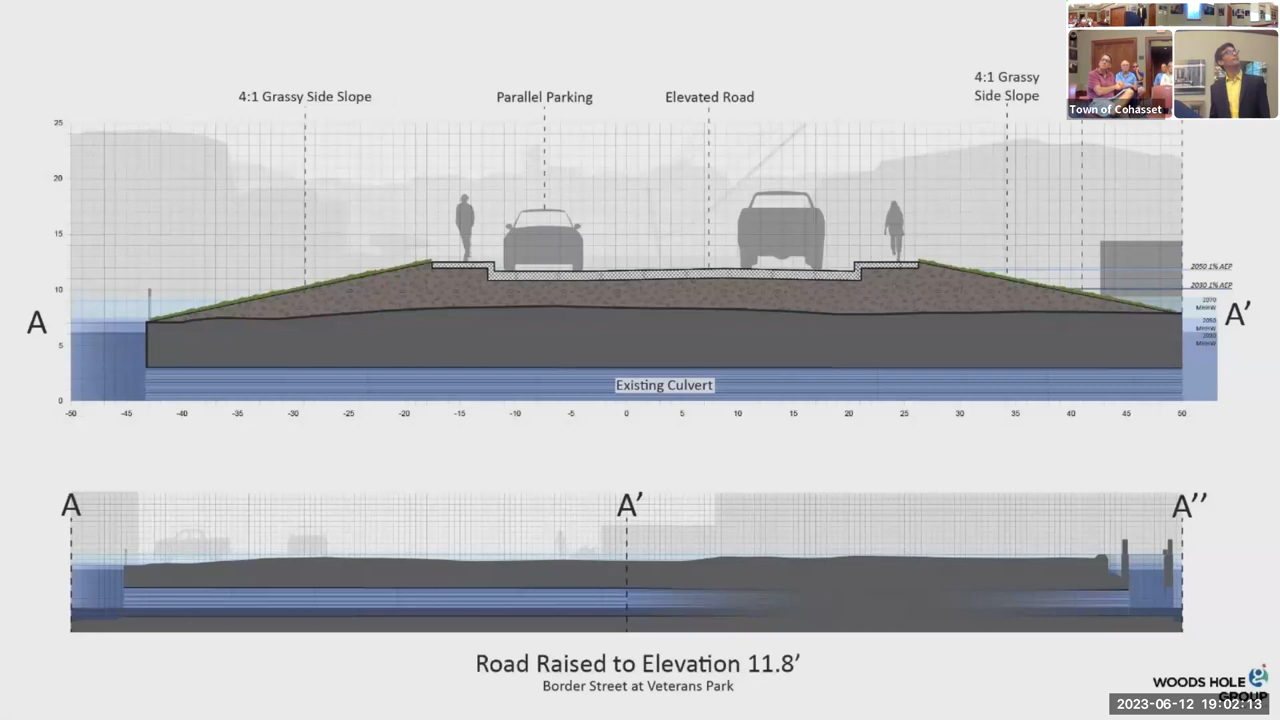 4:1 Grassy Side Slope
Parallel Parking
Elevated Road
4:1 Grassy
Side Slope
Town of Cohasset
25
20
15
10
5
0
A
A’
2050 1% AEP
2030 1% AEP
2070
MHHW
2050
MHHW
2030
MHHW
Existing Culvert
-50 -45 -40 -35 -30 -25 -20 -15 -10 -5 0 5 10 15 20 25 30 35 40 45 50
A
A’
A’’
Road Raised to Elevation 11.8’
Border Street at Veterans Park
WOODS HOLE
GROUP
2023-06-12 19:02:13